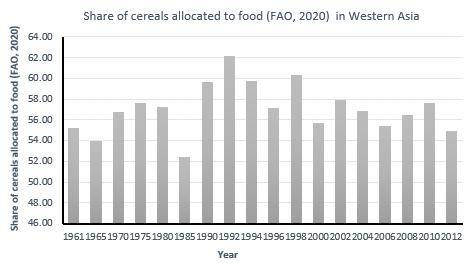 Share of cereals allocated to food (FAO, 2020)  in Western Asia
Share of cereals allocated to food (FAO, 2020)
64.00
62.00
60.00
58.00
56.00
54.00
52.00
50.00
48.00
46.00
1961 1965 1970 1975 1980 1985 1990 1992 1994 1996 1998 2000 2002 2004 2006 2008 2010 2012
Year